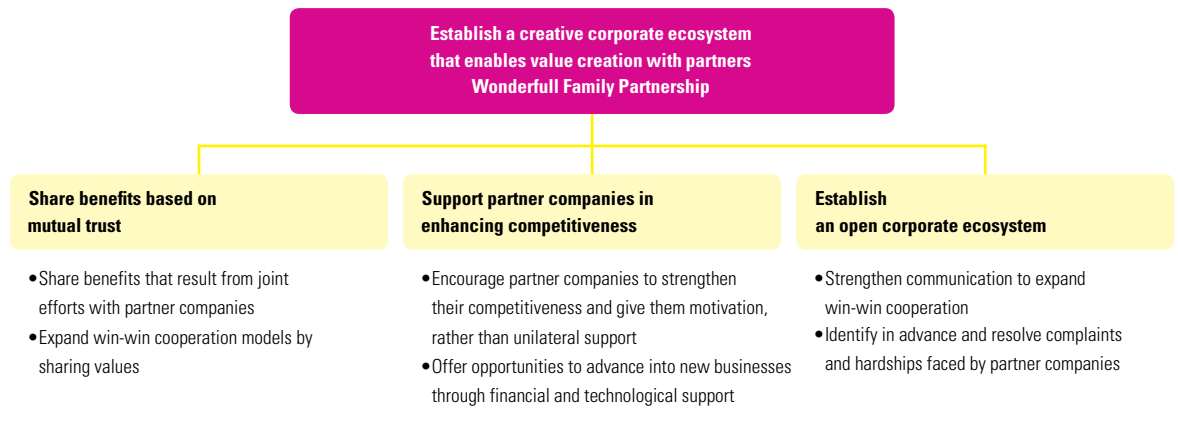 Establish a creative corporate ecosystem
that enables value creation with partners
Wonderfull Family Partnership
Share benefits based on
mutual trust
•Share benefits that result from joint
efforts with partner companies
•Expand win-win cooperation models by
sharing values
Support partner companies in
enhancing competitiveness
•Encourage partner companies to strengthen
their competitiveness and give them motivation,
rather than unilateral support
•Offer opportunities to advance into new businesses
through financial and technological support
Establish
an open corporate ecosystem
•Strengthen communication to expand
win-win cooperation
•Identify in advance and resolve complaints
and hardships faced by partner companies